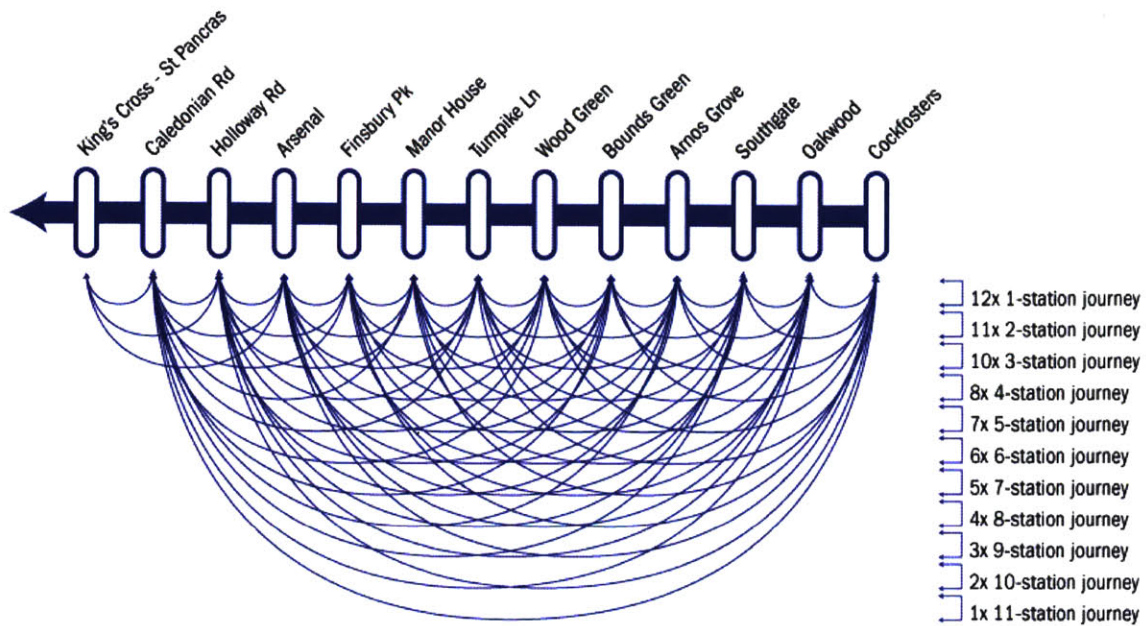 King's Cross - St Pancras
Caledonian Rd
Holloway Rd
Arsenal
Finsbury Pk
Manor House
Turnpike Ln
Wood Green
Bounds Green
Arnos Grove
Southgate
Oakwood
Cockfosters
12x 1-station journey
11x 2-station journey
10x 3-station journey
8x 4-station journey
7x 5-station journey
6x 6-station journey
5x 7-station journey
4x 8-station journey
3x 9-station journey
2x 10-station journey
1x 11-station journey